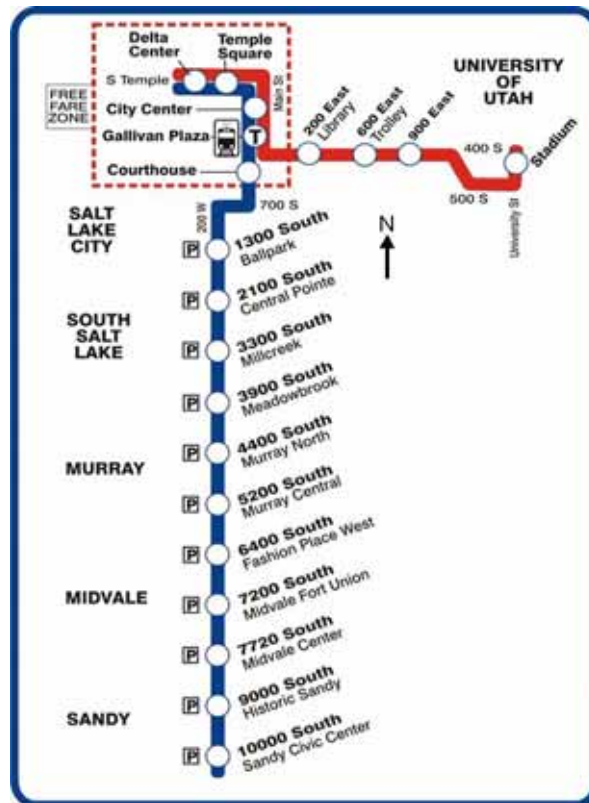 Delta
Center
Temple
Square
S Temple
Main St
FREE
FARE
ZONE
City Center
Gallivan Plaza
T
Courthouse
UNIVERSITY
OF
UTAH
200 East
Library
600 East
Trolley
900 East
400 S
Stadium
500 S
University St
200 W
700 S
N
SALT
LAKE
CITY
P
1300 South
Ballpark
P
2100 South
Central Pointe
SOUTH
SALT
LAKE
P
3300 South
Millcreek
P
3900 South
Meadowbrook
P
4400 South
Murray North
MURRAY
P
5200 South
Murray Central
P
6400 South
Fashion Place West
MIDVALE
P
7200 South
Midvale Fort Union
P
7720 South
Midvale Center
P
9000 South
Historic Sandy
SANDY
P
10000 South
Sandy Civic Center